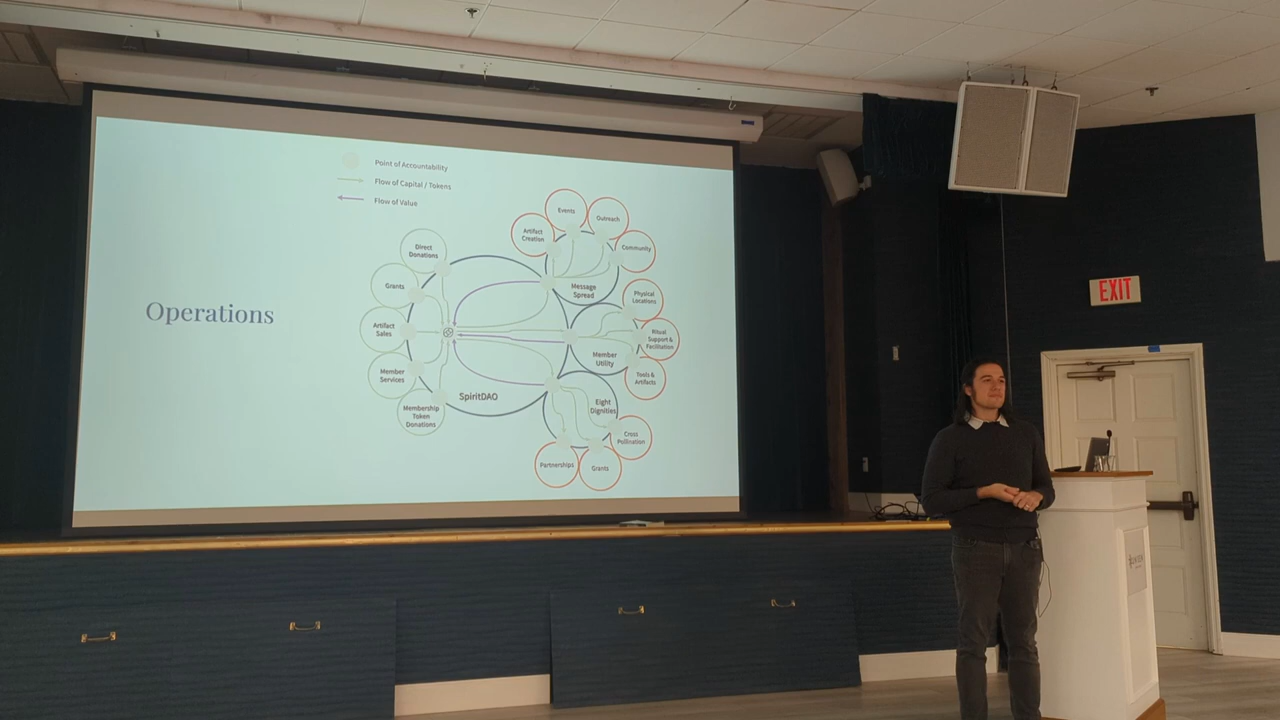 Point of Accountability
Flow of Capital / Tokens
Flow of Value
Operations
Direct
Donations
Grants
Artifact
Sales
Member
Services
Membership
Token
Donations
SpiritDAO
Events
Outreach
Artifact
Creation
Community
Message
Spread
Physical
Locations
Ritual
Support &
Facilitation
Member
Utility
Tools &
Artifacts
Eight
Dignities
Cross
Pollination
Partnerships
Grants
EXIT